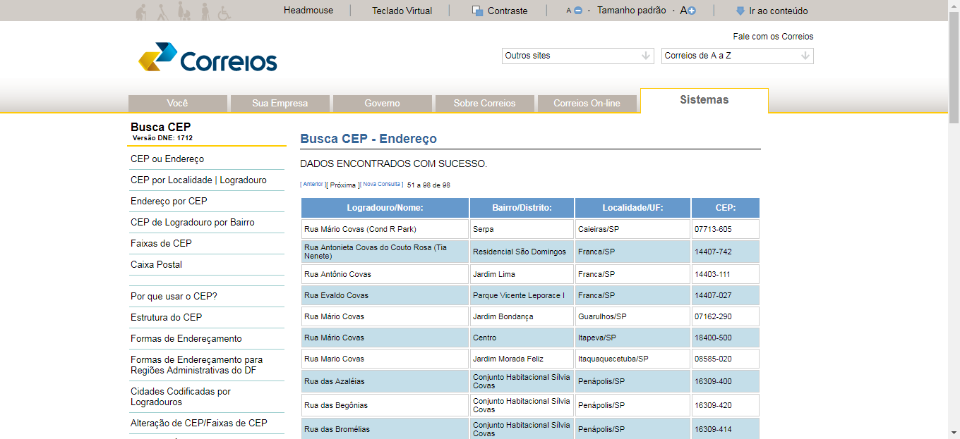 Headmouse | Teclado Virtual | Contraste | A - Tamanho padrão - A | Ir ao conteúdo
Fale com os Correios
Correios
Outros sites
Correios de A a Z
Você
Sua Empresa
Governo
Sobre Correios
Correios On-line
Sistemas
Busca CEP
Versão DNE: 1712
CEP ou Endereço
CEP por Localidade | Logradouro
Endereço por CEP
CEP de Logradouro por Bairro
Faixas de CEP
Caixa Postal
Por que usar o CEP?
Estrutura do CEP
Formas de Endereçamento
Formas de Endereçamento para
Regiões Administrativas do DF
Cidades Codificadas por
Logradouros
Alteração de CEP/Faixas de CEP
Busca CEP - Endereço
DADOS ENCONTRADOS COM SUCESSO.
[ Anterior ][ Próxima ][ Nova Consulta ] 51 a 98 de 98
Logradouro/Nome: Bairro/Distrito: Localidade/UF: CEP:
Rua Mário Covas (Cond R Park) Serpa Caieiras/SP 07713-605
Rua Antonieta Covas do Couto Rosa (Tia
Nenete) Residencial São Domingos Franca/SP 14407-742
Rua Antônio Covas Jardim Lima Franca/SP 14403-111
Rua Evaldo Covas Parque Vicente Leporace I Franca/SP 14407-027
Rua Mário Covas Jardim Bondança Guarulhos/SP 07162-290
Rua Mário Covas Centro Itapeva/SP 18400-500
Rua Mário Covas Jardim Morada Feliz Itaquaquecetuba/SP 08585-020
Rua das Azaléias Conjunto Habitacional Sílvia
Covas Penápolis/SP 16309-400
Rua das Begônias Conjunto Habitacional Sílvia
Covas Penápolis/SP 16309-420
Rua das Bromélias Conjunto Habitacional Sílvia
Covas Penápolis/SP 16309-414